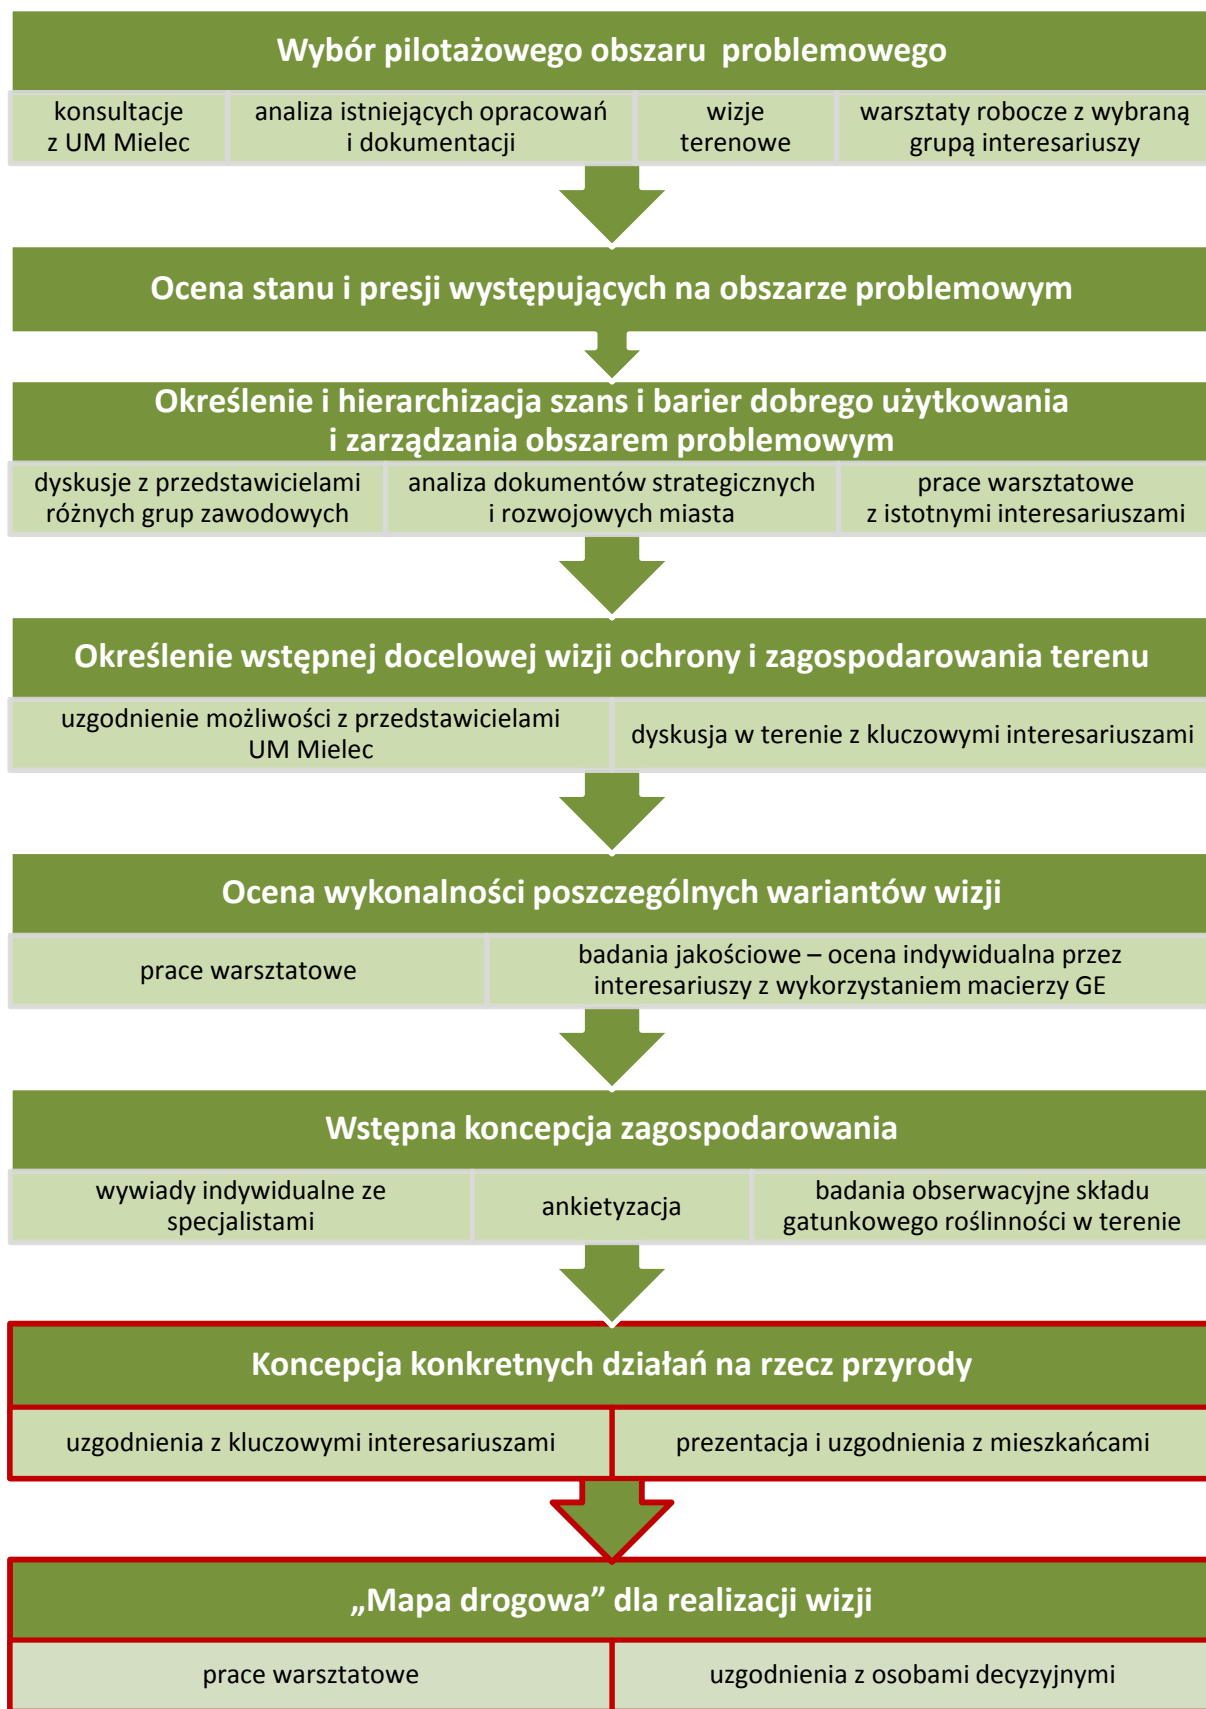 Wybór pilotażowego obszaru problemowego
konsultacje
z UM Mielec
analiza istniejących opracowań
i dokumentacji
wizje
terenowe
warsztaty robocze z wybraną
grupą interesariuszy
Ocena stanu i presji występujących na obszarze problemowym
Określenie i hierarchizacja szans i barier dobrego użytkowania
i zarządzania obszarem problemowym
dyskusje z przedstawicielami
różnych grup zawodowych
analiza dokumentów strategicznych
i rozwojowych miasta
prace warsztatowe
z istotnymi interesariuszami
Określenie wstępnej docelowej wizji ochrony i zagospodarowania terenu
uzgodnienie możliwości z przedstawicielami
UM Mielec
dyskusja w terenie z kluczowymi interesariuszami
Ocena wykonalności poszczególnych wariantów wizji
prace warsztatowe
badania jakościowe – ocena indywidualna przez
interesariuszy z wykorzystaniem macierzy GE
Wstępna koncepcja zagospodarowania
wywiady indywidualne ze
specjalistami
ankietyzacja
badania obserwacyjne składu
gatunkowego roślinności w terenie
Koncepcja konkretnych działań na rzecz przyrody
uzgodnienia z kluczowymi interesariuszami
prezentacja i uzgodnienia z mieszkańcami
„Mapa drogowa” dla realizacji wizji
prace warsztatowe
uzgodnienia z osobami decyzyjnymi